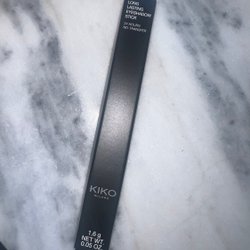 LONG
LASTING
EYESHADOW
STICK
KIKO
MILANO
1.6 g
NET WT
0.05 OZ